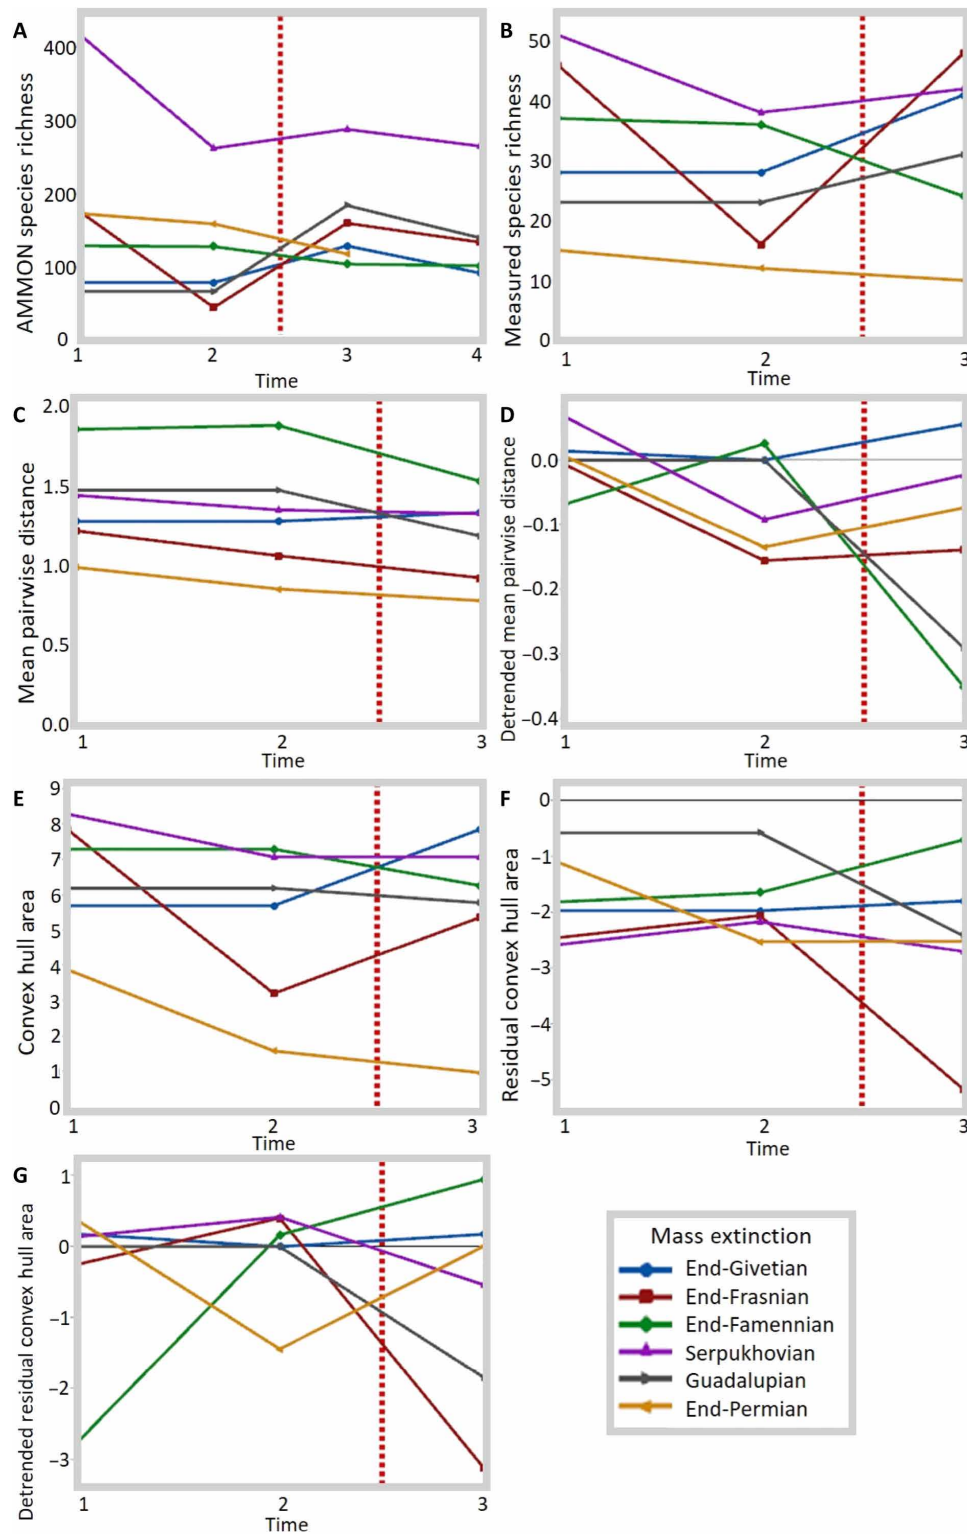 A
AMMON species richness
400
300
200
100
0
1 2 3 4
Time
B
Measured species richness
50
40
30
20
10
0
1 2 3
Time
C
Mean pairwise distance
2.0
1.5
1.0
0.5
0.0
1 2 3
Time
D
Detrended mean pairwise distance
0.0
−0.1
−0.2
−0.3
−0.4
1 2 3
Time
E
Convex hull area
9
8
7
6
5
4
3
2
1
0
1 2 3
Time
F
Residual convex hull area
0
−1
−2
−3
−4
−5
1 2 3
Time
G
Detrended residual convex hull area
1
0
−1
−2
−3
1 2 3
Time
Mass extinction
End-Givetian
End-Frasnian
End-Famennian
Serpukhovian
Guadalupian
End-Permian